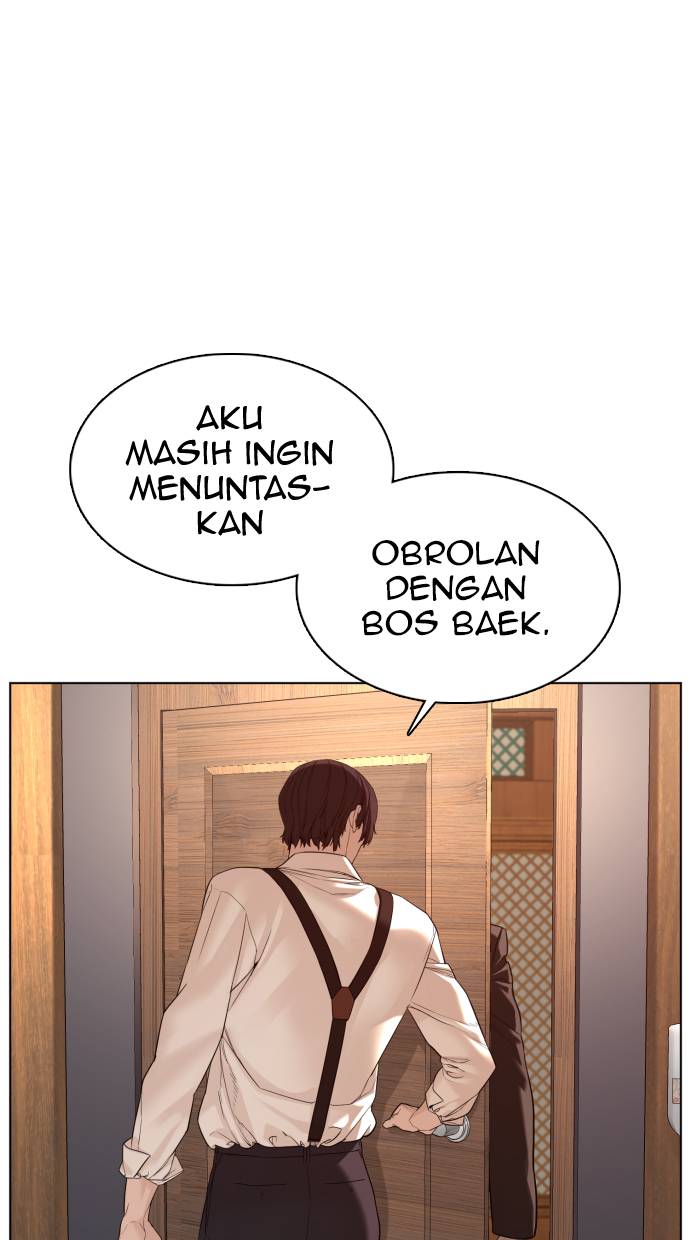 AKU
MASIH INGIN
MENUNTAS-
KAN
OBROLAN
DENGAN
BOS BAEK.